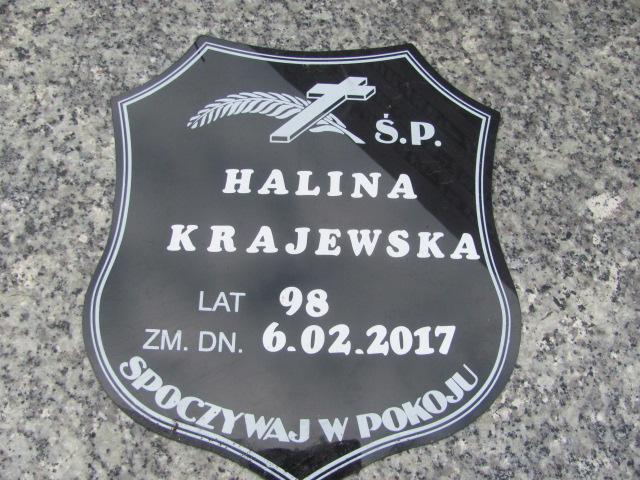 Ś.P.
HALINA
KRAJEWSKA
LAT 98
ZM. DN. 6.02.2017
SPOCZYWAJ W POKOJU